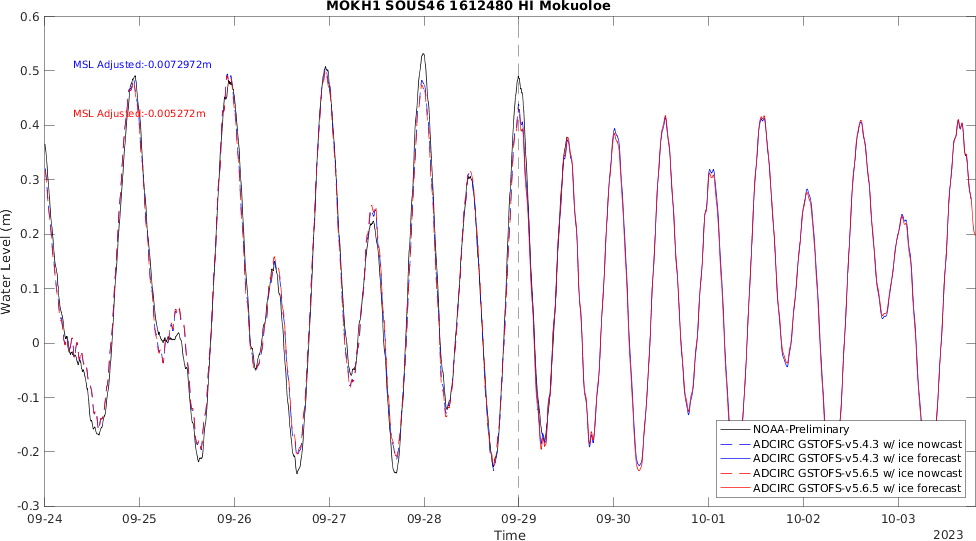 MOKH1 SOUS46 1612480 HI Mokuoloe
0.6
0.5
0.4
0.3
0.2
0.1
0
-0.1
-0.2
-0.3
Water Level (m)
MSL Adjusted:-0.0072972m
MSL Adjusted:-0.005272m
NOAA-Preliminary
ADCIRC GSTOFS-v5.4.3 w/ ice nowcast
ADCIRC GSTOFS-v5.4.3 w/ ice forecast
ADCIRC GSTOFS-v5.6.5 w/ ice nowcast
ADCIRC GSTOFS-v5.6.5 w/ ice forecast
09-24 09-25 09-26 09-27 09-28 09-29 09-30 10-01 10-02 10-03
Time
2023